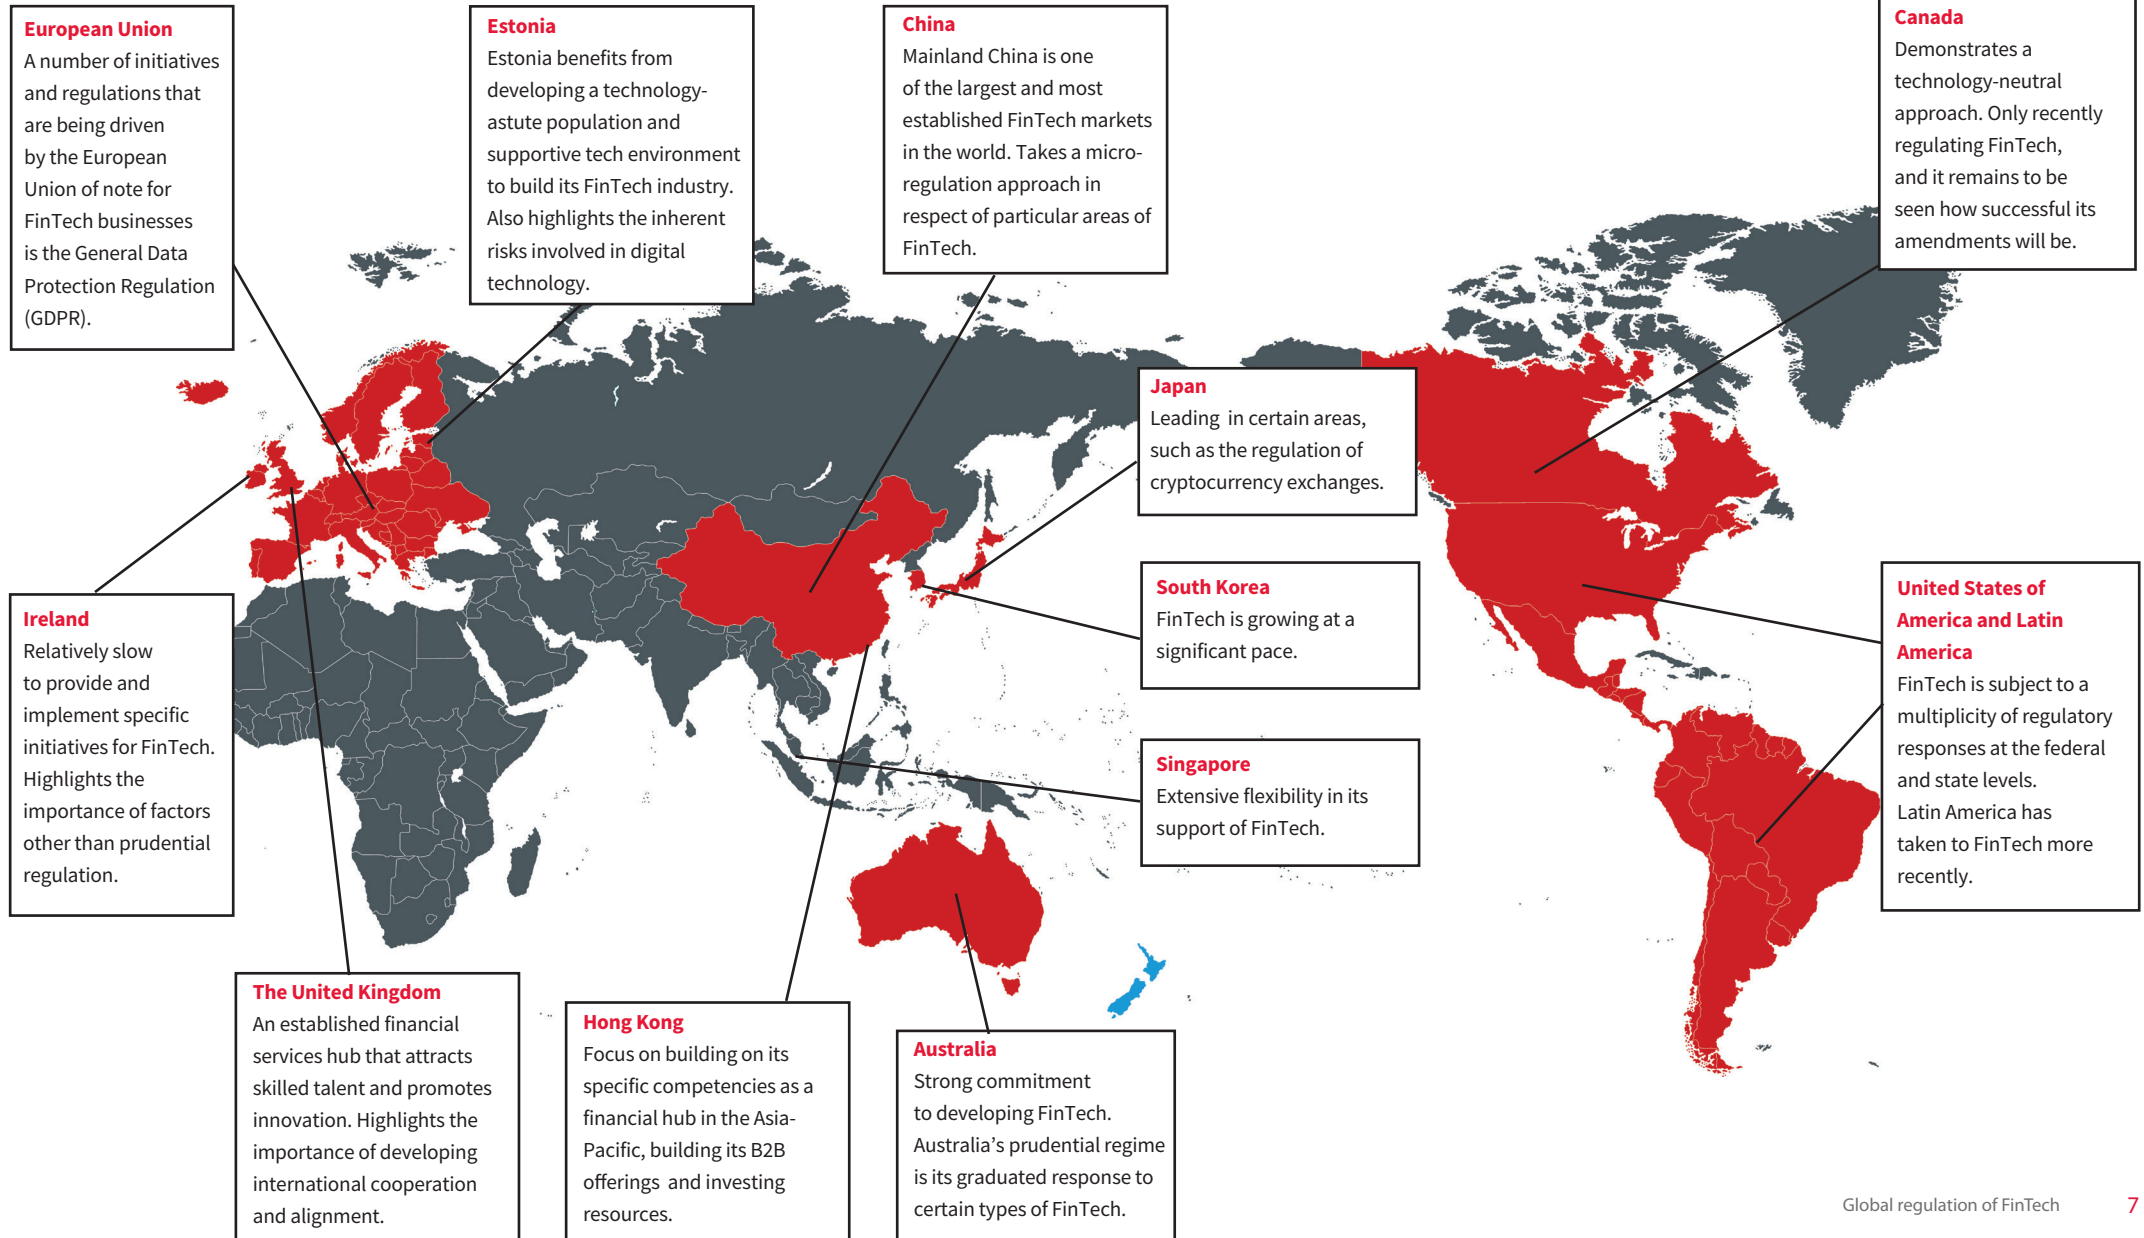 European Union
A number of initiatives
and regulations that
are being driven
by the European
Union of note for
FinTech businesses
is the General Data
Protection Regulation
(GDPR).
Estonia
Estonia benefits from
developing a technology-
astute population and
supportive tech environment
to build its FinTech industry.
Also highlights the inherent
risks involved in digital
technology.
China
Mainland China is one
of the largest and most
established FinTech markets
in the world. Takes a micro-
regulation approach in
respect of particular areas of
FinTech.
Canada
Demonstrates a
technology-neutral
approach. Only recently
regulating FinTech,
and it remains to be
seen how successful its
amendments will be.
Japan
Leading in certain areas,
such as the regulation of
cryptocurrency exchanges.
South Korea
FinTech is growing at a
significant pace.
Singapore
Extensive flexibility in its
support of FinTech.
United States of
America and Latin
America
FinTech is subject to a
multiplicity of regulatory
responses at the federal
and state levels.
Latin America has
taken to FinTech more
recently.
Ireland
Relatively slow
to provide and
implement specific
initiatives for FinTech.
Highlights the
importance of factors
other than prudential
regulation.
The United Kingdom
An established financial
services hub that attracts
skilled talent and promotes
innovation. Highlights the
importance of developing
international cooperation
and alignment.
Hong Kong
Focus on building on its
specific competencies as a
financial hub in the Asia-
Pacific, building its B2B
offerings and investing
resources.
Australia
Strong commitment
to developing FinTech.
Australia's prudential regime
is its graduated response to
certain types of FinTech.
Global regulation of FinTech 7